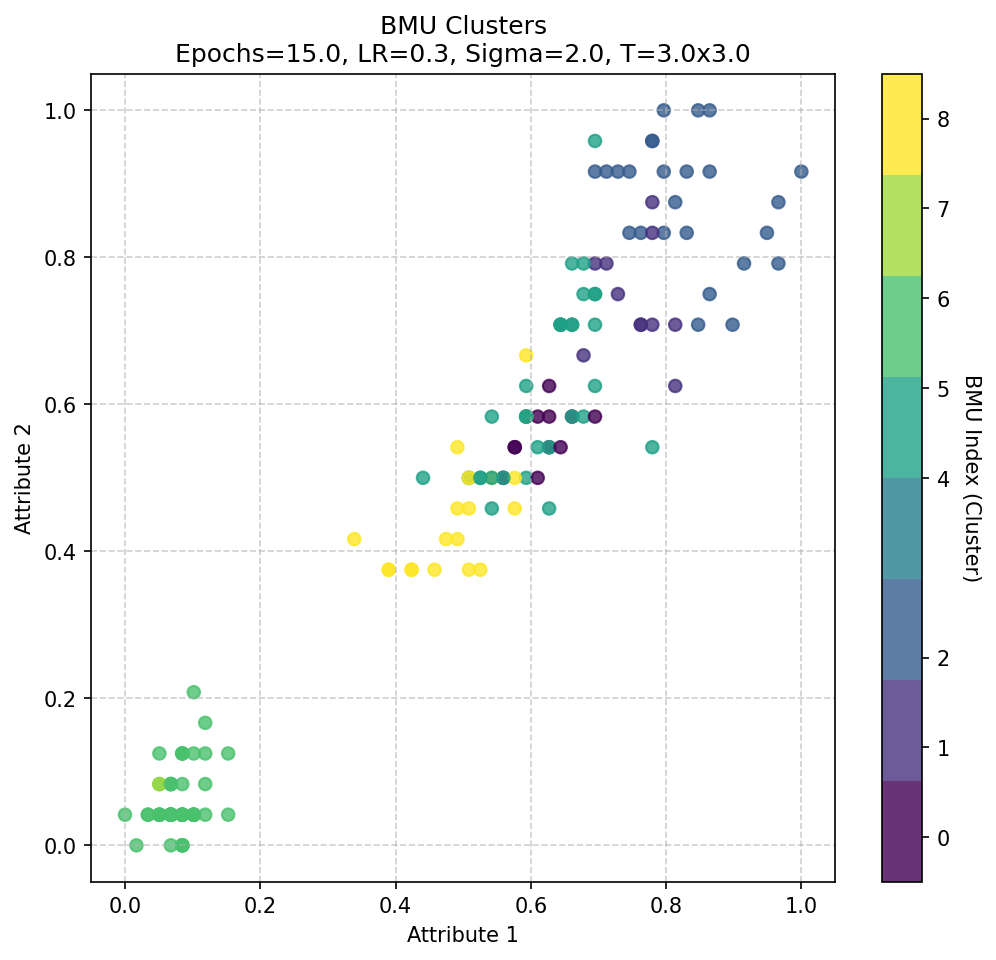 BMU Clusters
Epochs=15.0, LR=0.3, Sigma=2.0, T=3.0x3.0
1.0
0.8
0.6
0.4
0.2
0.0
Attribute 2
0.0 0.2 0.4 0.6 0.8 1.0
Attribute 1
8
7
6
5
4
2
1
0
BMU Index (Cluster)